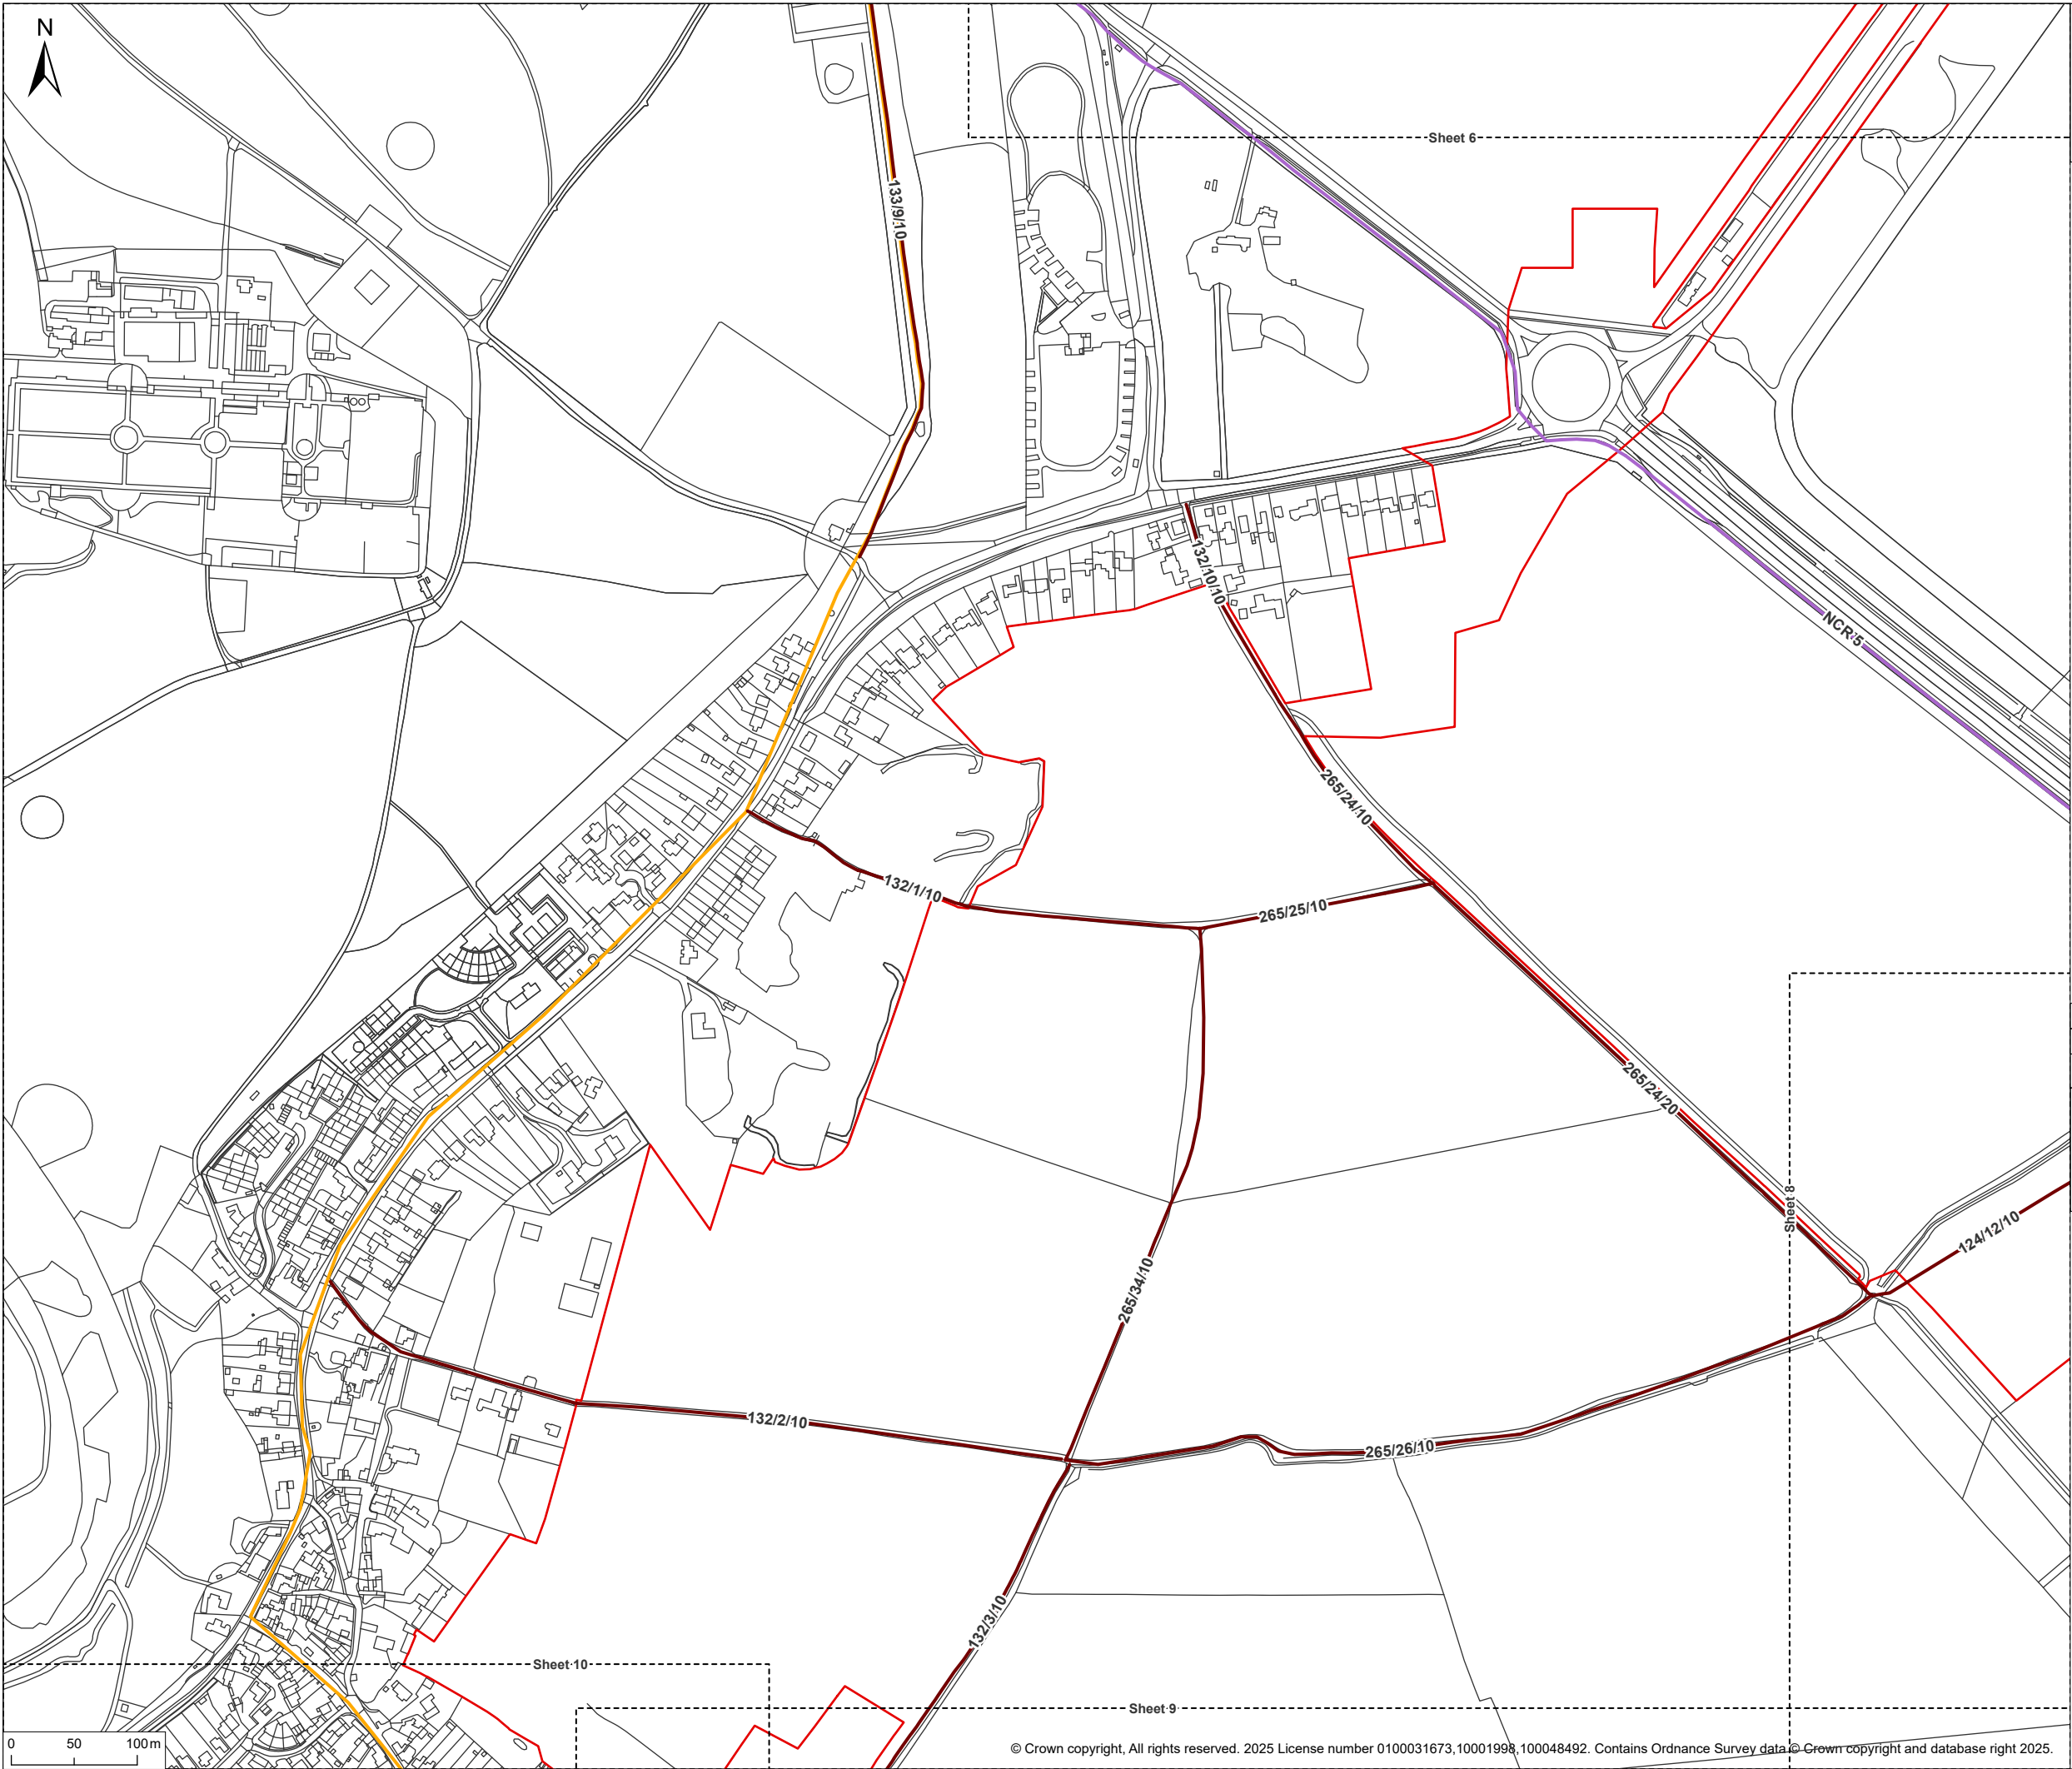 N
Sheet 6
133/9/10
132/10/10
NCR 5
265/24/10
132/1/10
265/25/10
265/24/20
Sheet 8
124/12/10
265/34/10
132/2/10
265/26/10
132/3/10
Sheet 10
Sheet 9
0 50 100m
© Crown copyright, All rights reserved. 2025 License number 0100031673,10001998,100048492. Contains Ordnance Survey data © Crown copyright and database right 2025.